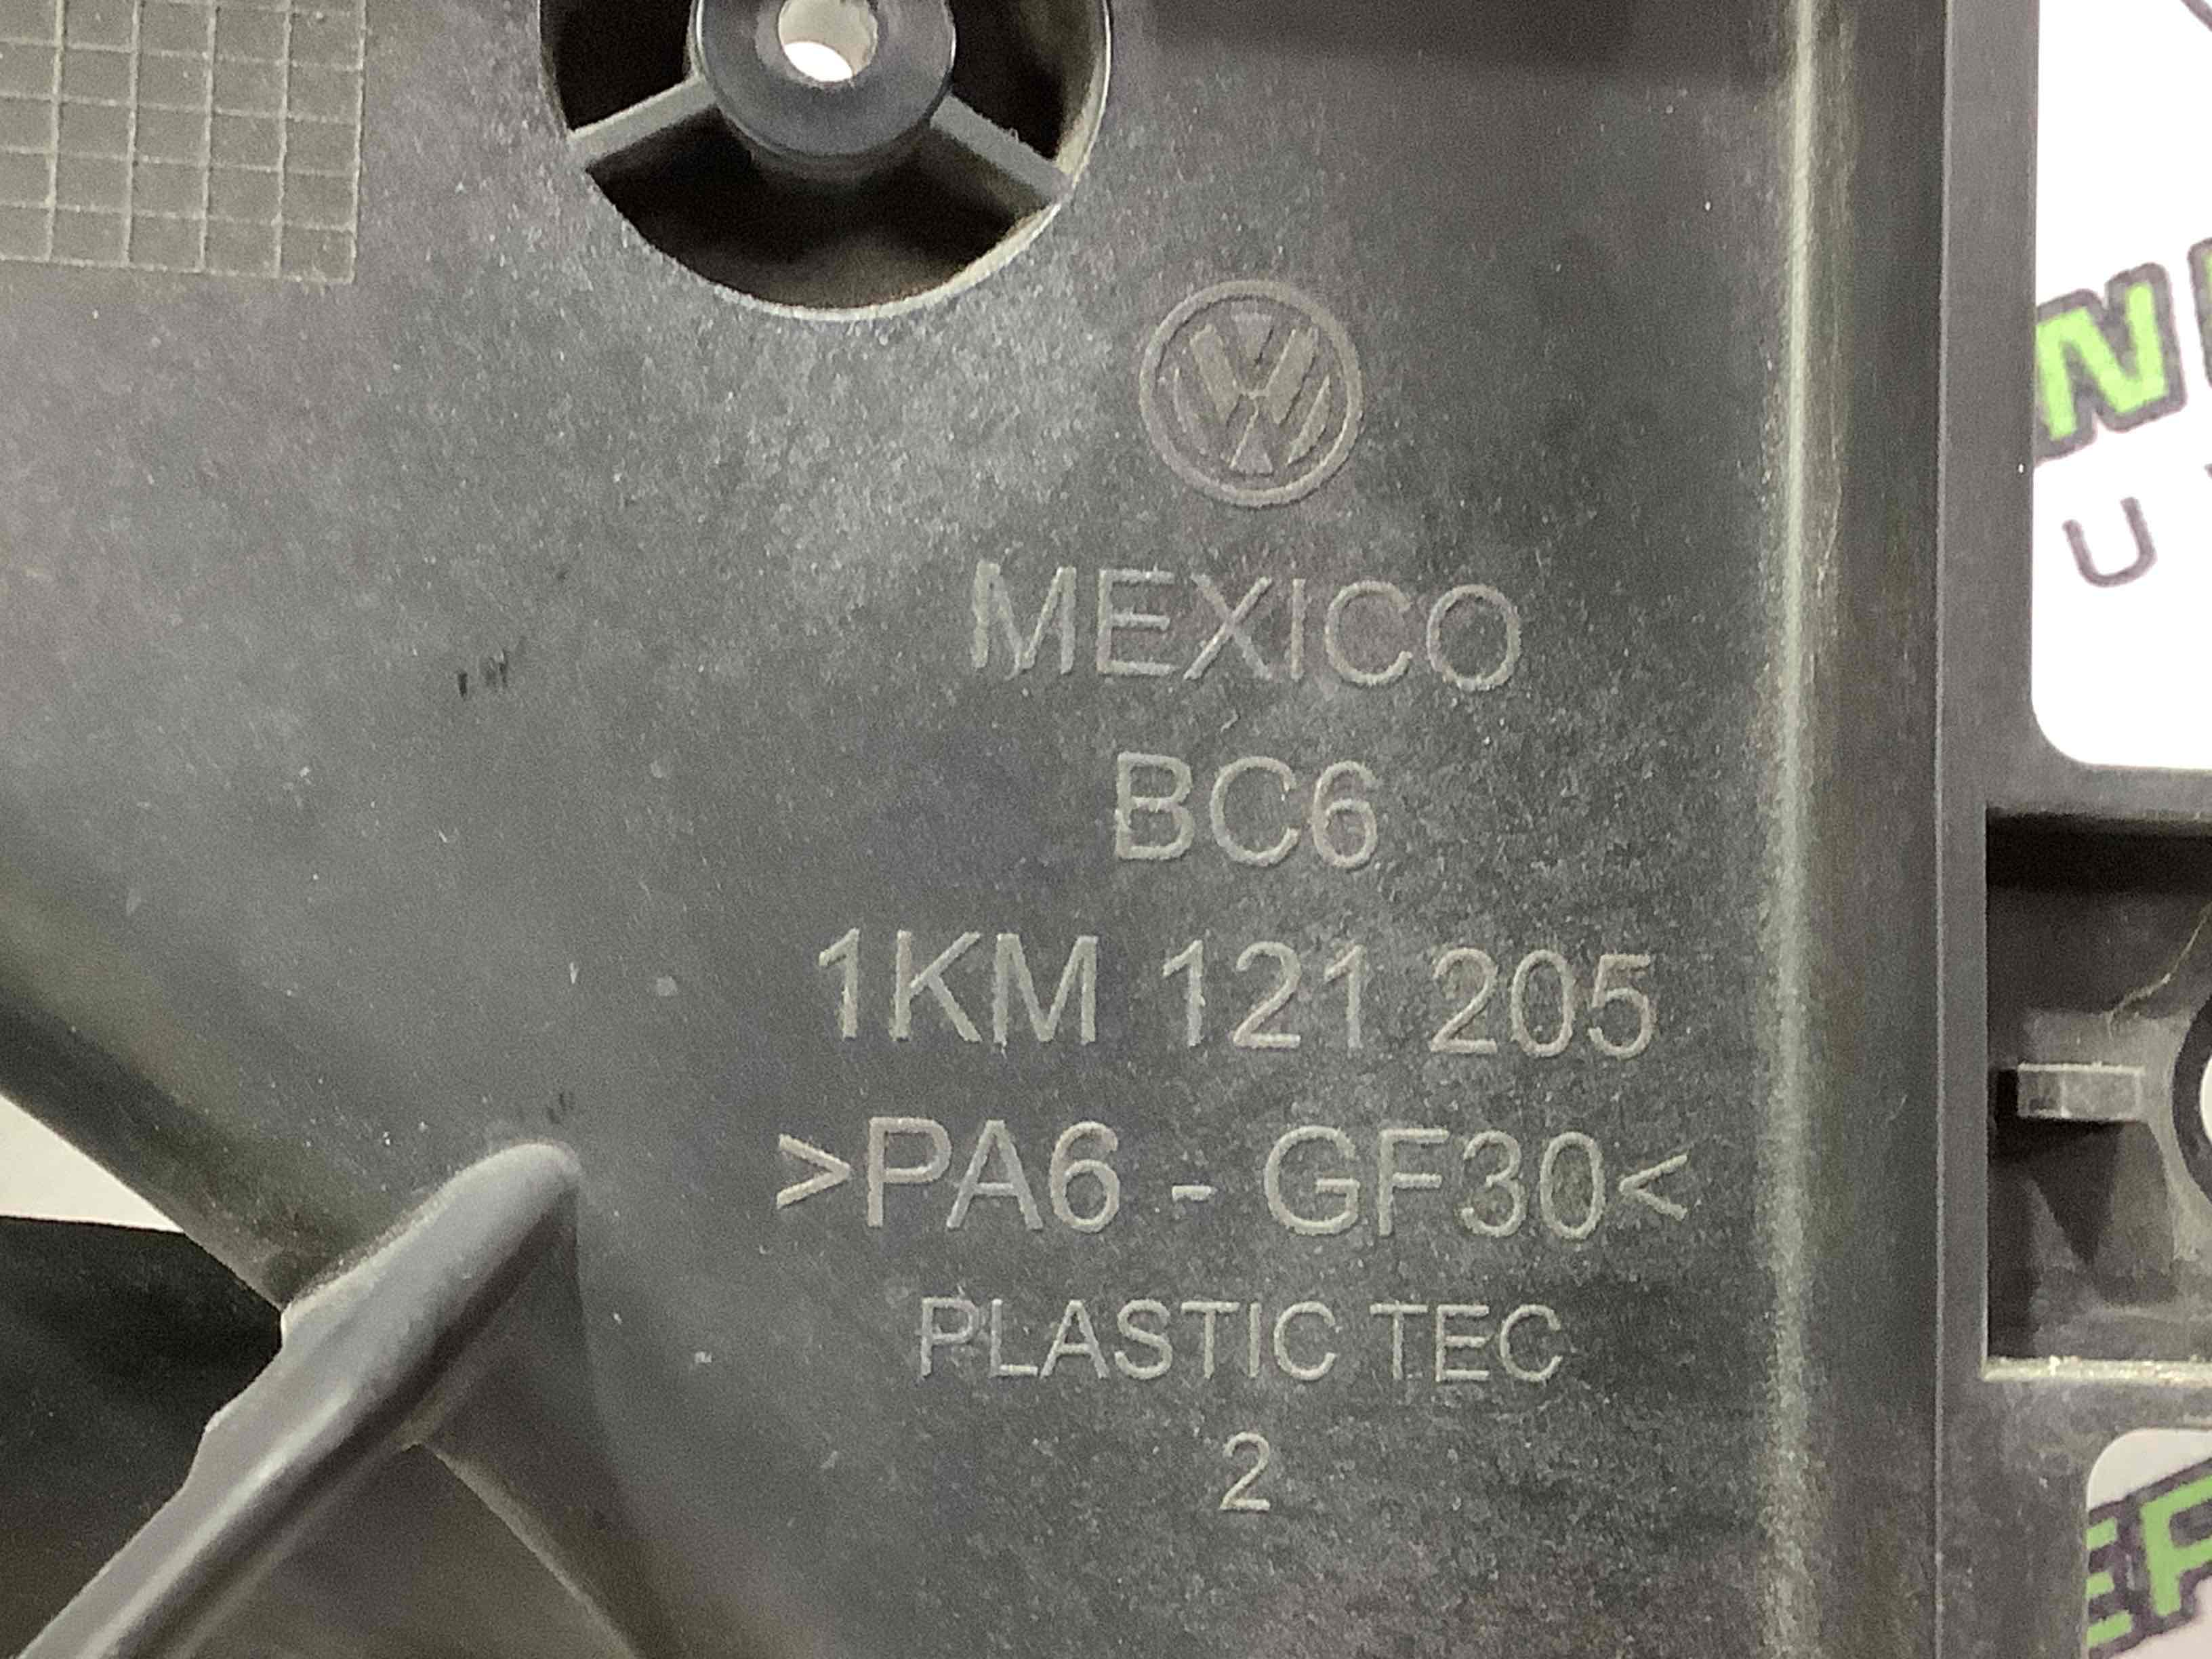 MEXICO
BC6
1KM 121 205
>PA6 - GF30<
PLASTIC TEC
2